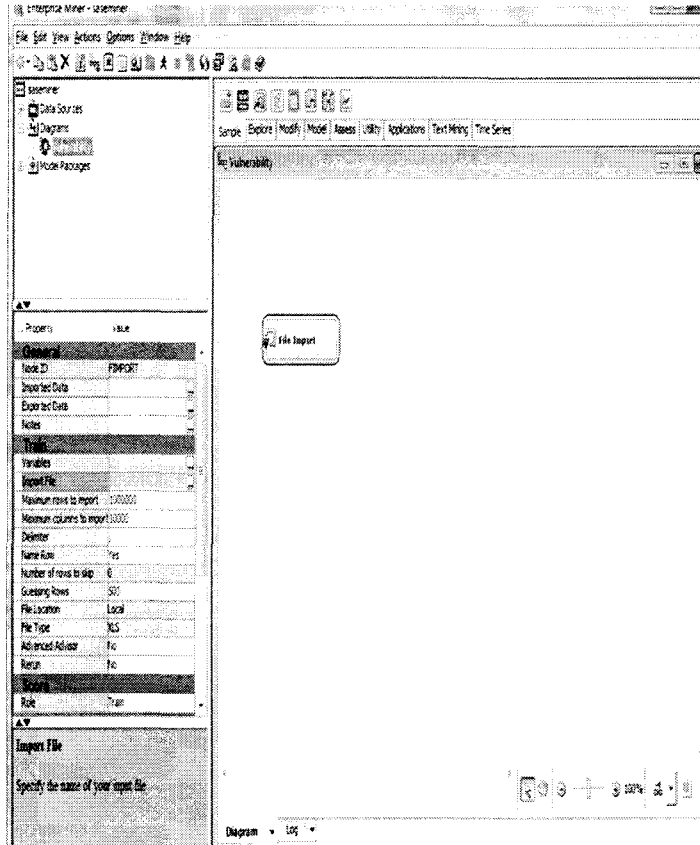 Enterprise Miner - saseminer
File Edit View Actions Options Window Help
saseminer
Data Sources
Diagrams
Model Packages
Sample Explore Modify Model Assess Utility Applications Text Mining Time Series
Vulnerability
File Import
Property Value
General
Node ID FIMPORT
Imported Data
Exported Data
Notes
Train
Variables
Import File
Maximum rows to import 1000000
Maximum columns to import 10000
Delimiter ,
Name Row Yes
Number of rows to skip 0
Guessing Rows 500
File Location Local
File Type XLS
Advanced Advisor No
Rerun No
Score
Role Train
Import File
Specify the name of your input file
100%
Diagram Log